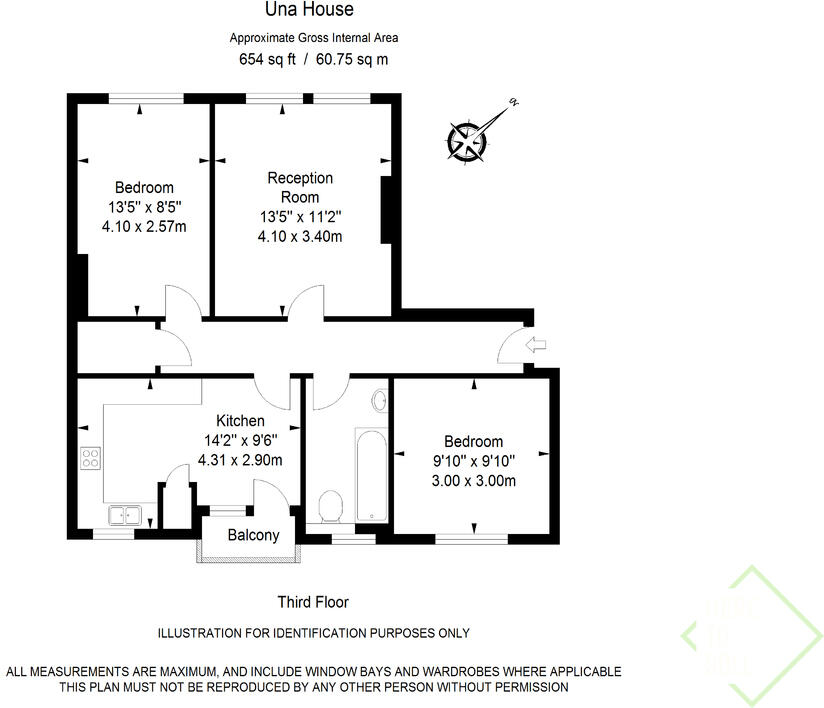 Una House
Approximate Gross Internal Area
654 sq ft / 60.75 sq m
N
Bedroom
13'5" x 8'5"
4.10 x 2.57m
Reception
Room
13'5" x 11'2"
4.10 x 3.40m
Kitchen
14'2" x 9'6"
4.31 x 2.90m
Bedroom
9'10" x 9'10"
3.00 x 3.00m
Balcony
Third Floor
ILLUSTRATION FOR IDENTIFICATION PURPOSES ONLY
ALL MEASUREMENTS ARE MAXIMUM, AND INCLUDE WINDOW BAYS AND WARDROBES WHERE APPLICABLE
THIS PLAN MUST NOT BE REPRODUCED BY ANY OTHER PERSON WITHOUT PERMISSION